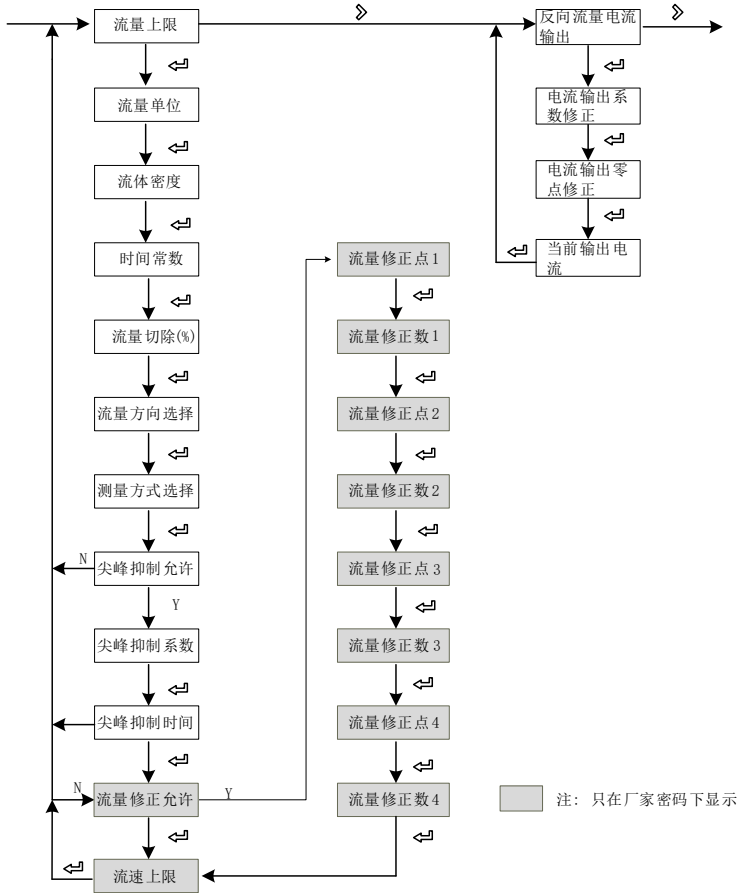 流量上限
反向流量电流
输出
流量单位
电流输出系
数修正
流体密度
电流输出零
点修正
时间常数
流量修正点1
当前输出电
流
流量切除(%)
流量修正数1
流量方向选择
流量修正点2
测量方式选择
流量修正数2
N
尖峰抑制允许
流量修正点3
Y
尖峰抑制系数
流量修正数3
尖峰抑制时间
流量修正点4
N
流量修正允许
Y
流量修正数4
注: 只在厂家密码下显示
流速上限